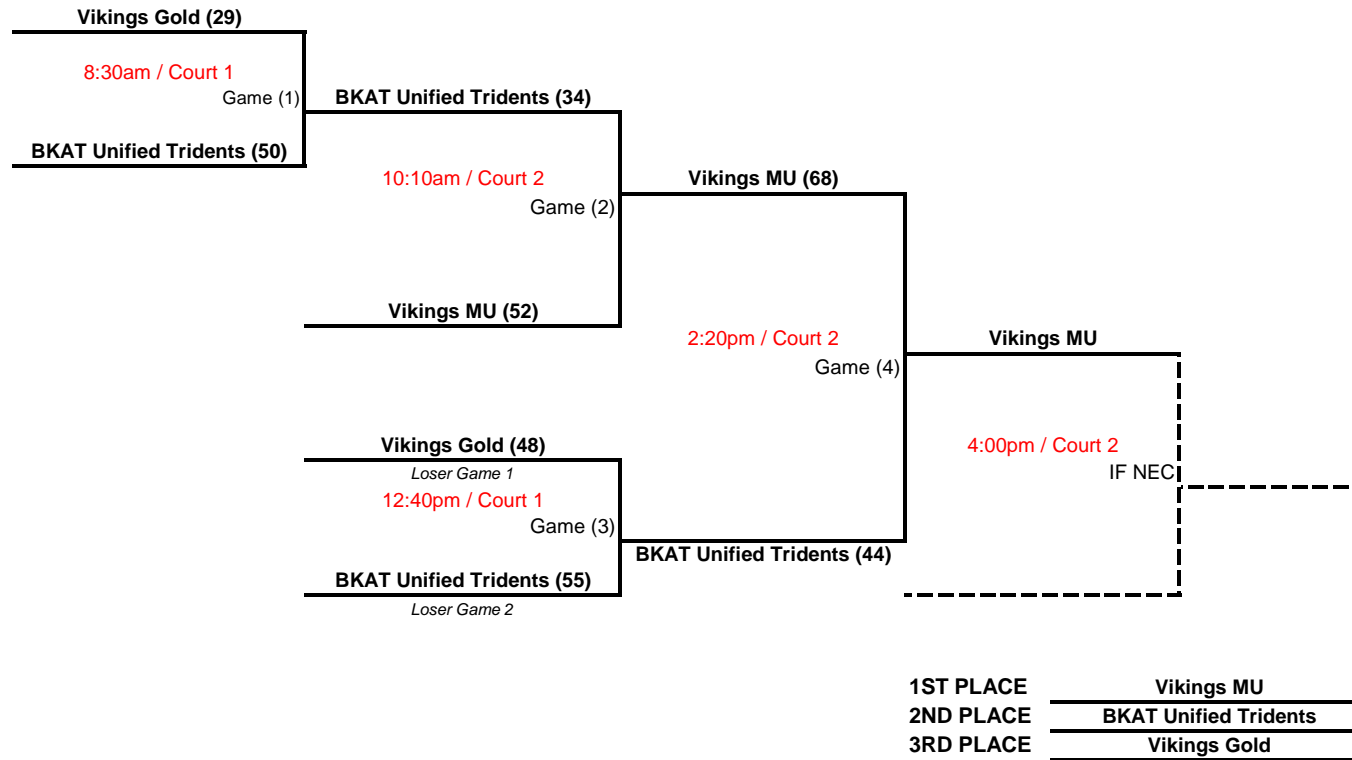 Vikings Gold (29)
8:30am / Court 1
Game (1)
BKAT Unified Tridents (50)
BKAT Unified Tridents (34)
10:10am / Court 2
Game (2)
Vikings MU (52)
Vikings MU (68)
2:20pm / Court 2
Game (4)
Vikings Gold (48)
Loser Game 1
12:40pm / Court 1
Game (3)
BKAT Unified Tridents (55)
Loser Game 2
BKAT Unified Tridents (44)
Vikings MU
4:00pm / Court 2
IF NEC
1ST PLACE Vikings MU
2ND PLACE BKAT Unified Tridents
3RD PLACE Vikings Gold